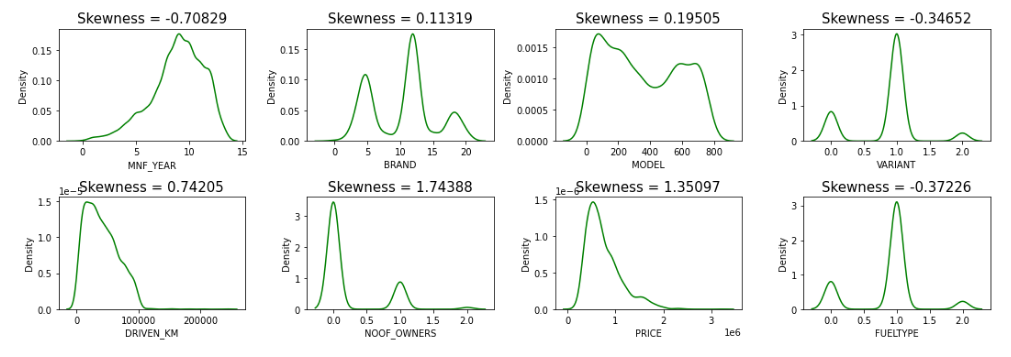 Skewness = -0.70829
Skewness = 0.11319
Skewness = 0.19505
Skewness = -0.34652
Density
0.15
0.10
0.05
0.00
0
5
10
15
MNF_YEAR
Density
0.15
0.10
0.05
0.00
0
5
10
15
20
BRAND
Density
0.0015
0.0010
0.0005
0.0000
0
200
400
600
800
MODEL
Density
3
2
1
0
0.0
0.5
1.0
1.5
2.0
VARIANT
Skewness = 0.74205
Skewness = 1.74388
Skewness = 1.35097
Skewness = -0.37226
1e-5
Density
1.5
1.0
0.5
0.0
0
100000
200000
DRIVEN_KM
Density
3
2
1
0
0.0
0.5
1.0
1.5
2.0
NOOF_OWNERS
1e-6
Density
1.5
1.0
0.5
0.0
0
1
2
3
1e6
PRICE
Density
3
2
1
0
0.0
0.5
1.0
1.5
2.0
FUELTYPE